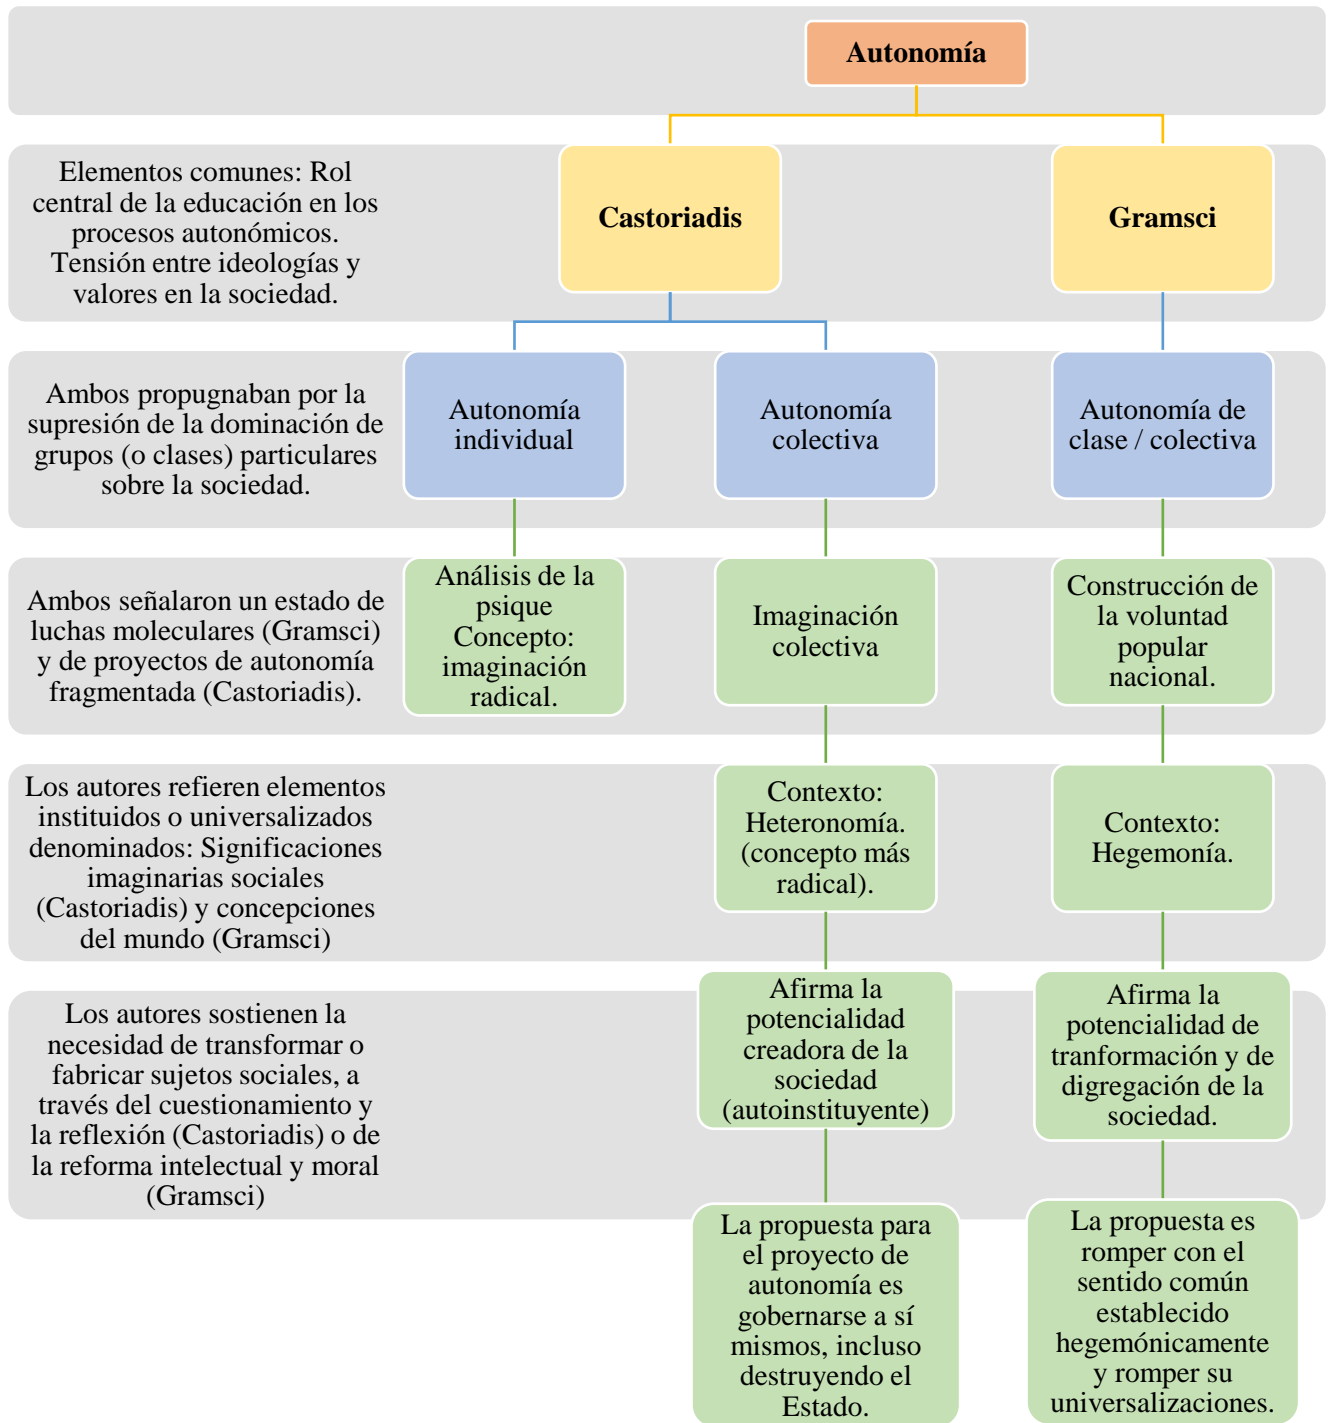 Autonomía
Elementos comunes: Rol
central de la educación en los
procesos autonómicos.
Tensión entre ideologías y
valores en la sociedad.
Castoriadis
Gramsci
Ambos propugnaban por la
supresión de la dominación de
grupos (o clases) particulares
sobre la sociedad.
Autonomía
individual
Autonomía
colectiva
Autonomía de
clase / colectiva
Ambos señalaron un estado de
luchas moleculares (Gramsci)
y de proyectos de autonomía
fragmentada (Castoriadis).
Análisis de la
psique
Concepto:
imaginación
radical.
Imaginación
colectiva
Construcción de
la voluntad
popular
nacional.
Los autores refieren elementos
instituidos o universalizados
denominados: Significaciones
imaginarias sociales
(Castoriadis) y concepciones
del mundo (Gramsci)
Contexto:
Heteronomía.
(concepto más
radical).
Contexto:
Hegemonía.
Los autores sostienen la
necesidad de transformar o
fabricar sujetos sociales, a
través del cuestionamiento y
la reflexión (Castoriadis) o de
la reforma intelectual y moral
(Gramsci)
Afirma la
potencialidad
creadora de la
sociedad
(autoinstituyente)
Afirma la
potencialidad de
tranformación y de
digregación de la
sociedad.
La propuesta para
el proyecto de
autonomía es
gobernarse a sí
mismos, incluso
destruyendo el
Estado.
La propuesta es
romper con el
sentido común
establecido
hegemónicamente
y romper su
universalizaciones.